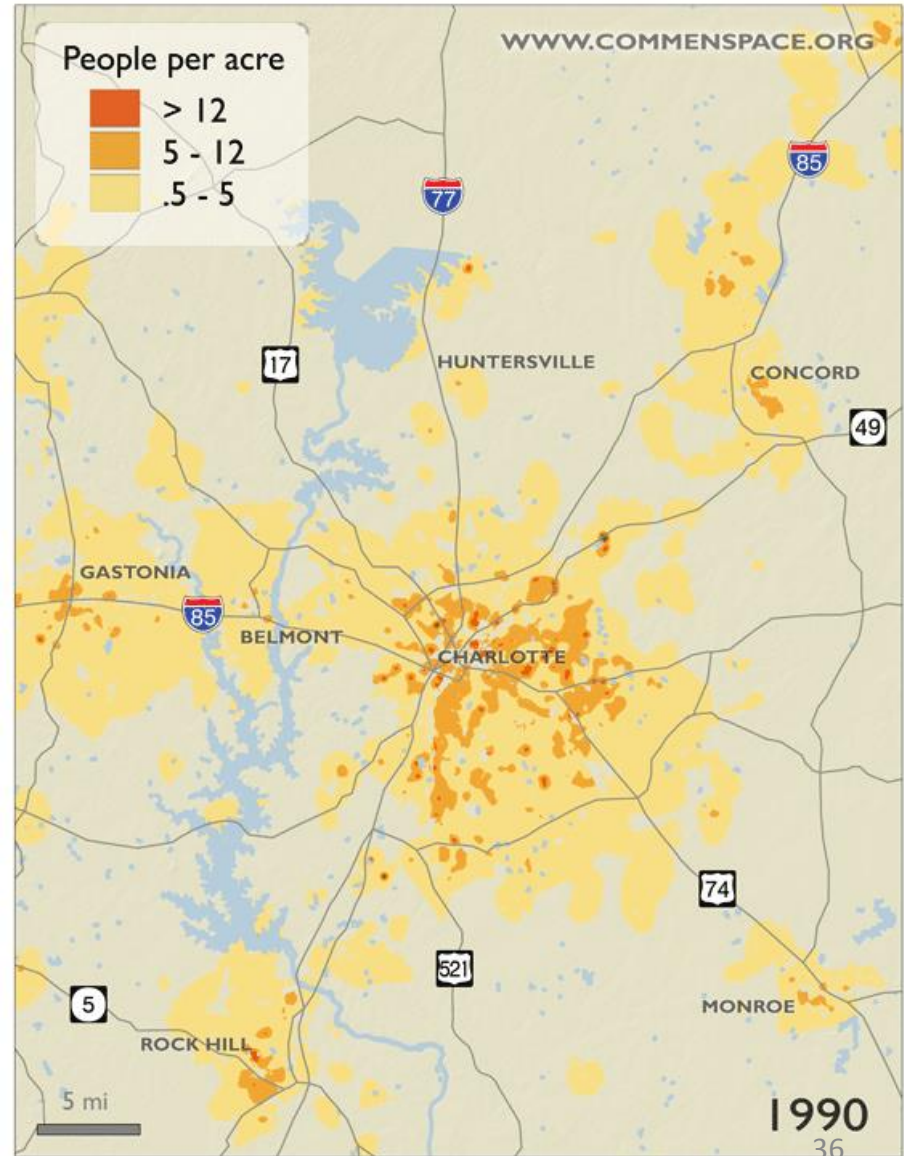 WWW.COMMENSPACE.ORG
People per acre
> 12
5 - 12
.5 - 5
85
77
17
HUNTERSVILLE
CONCORD
49
GASTONIA
85
BELMONT
CHARLOTTE
74
521
5
MONROE
ROCK HILL
5 mi
1990
36